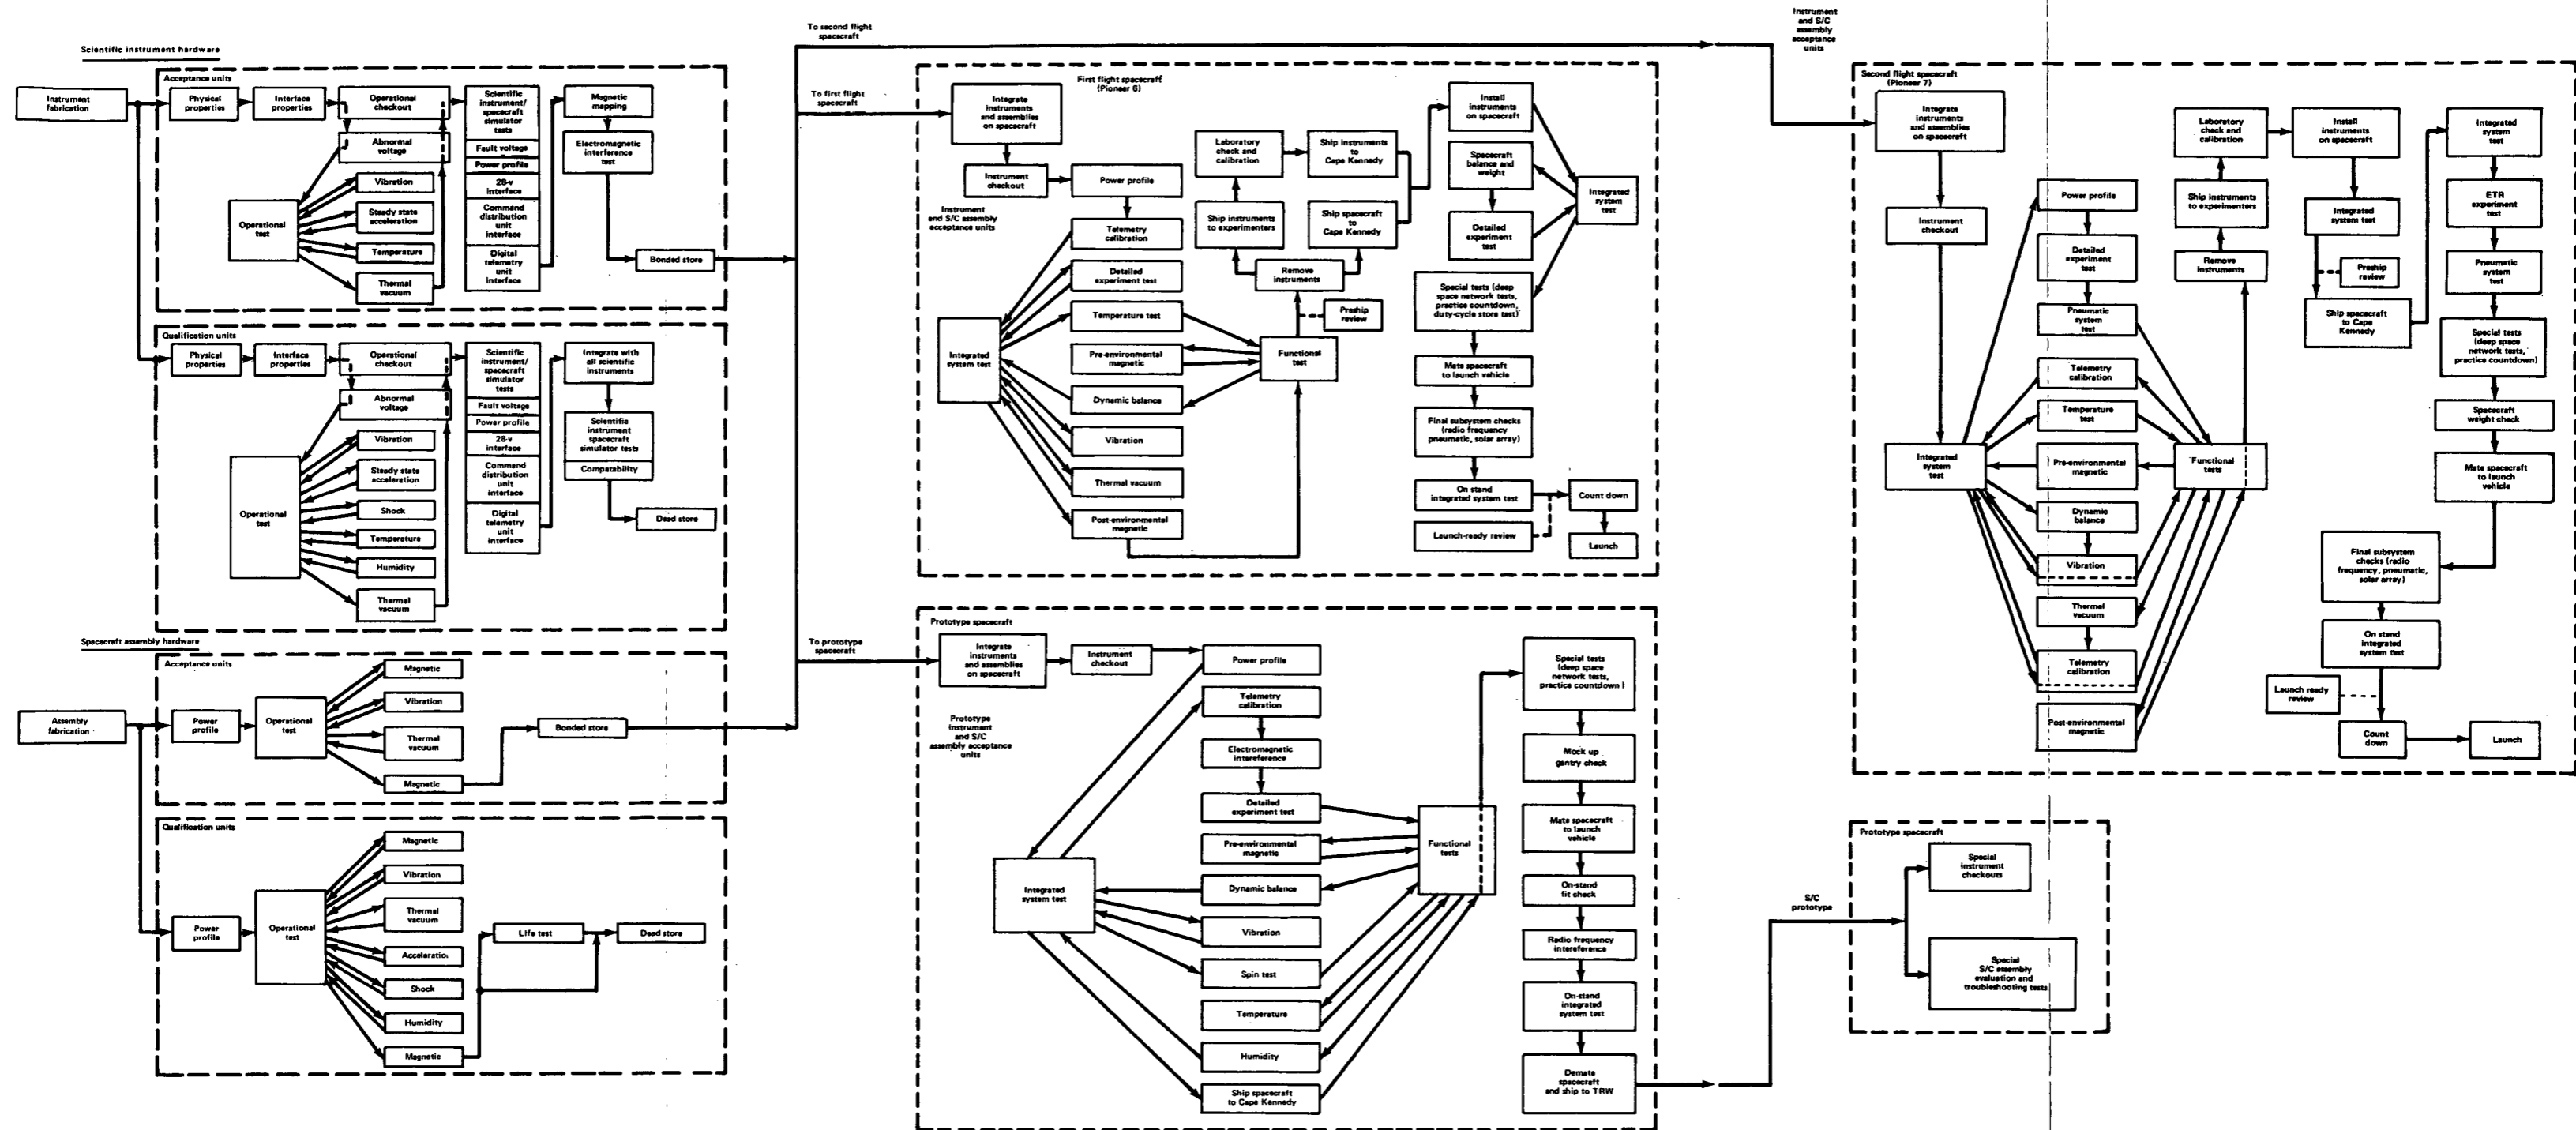 Scientific instrument hardware
Instrument
fabrication
Acceptance units
Physical
properties
Interface
properties
Operational
checkout
Abnormal
voltage
Operational
test
Vibration
Steady state
acceleration
Temperature
Thermal
vacuum
Scientific
instrument/
spacecraft
simulator
tests
Fault voltage
Power profile
28-v
interface
Command
distribution
unit
interface
Digital
telemetry
unit
interface
Magnetic
mapping
Electromagnetic
interference
test
Bonded store
Qualification units
Physical
properties
Interface
properties
Operational
checkout
Abnormal
voltage
Operational
test
Vibration
Steady state
acceleration
Shock
Temperature
Humidity
Thermal
vacuum
Scientific
instrument/
spacecraft
simulator
tests
Fault voltage
Power profile
28-v
interface
Command
distribution
unit
interface
Digital
telemetry
unit
interface
Integrate with
all scientific
instruments
Scientific
instrument
spacecraft
simulator tests
Compatability
Dead store
Spacecraft assembly hardware
Assembly
fabrication
Acceptance units
Power
profile
Operational
test
Magnetic
Vibration
Thermal
vacuum
Magnetic
Bonded store
Qualification units
Power
profile
Operational
test
Magnetic
Vibration
Thermal
vacuum
Acceleration
Shock
Humidity
Magnetic
Life test
Dead store
To second flight
spacecraft
To first flight
spacecraft
To prototype
spacecraft
First flight spacecraft
(Pioneer 6)
Integrate
instruments
and assemblies
on spacecraft
Instrument
checkout
Instrument
and S/C assembly
acceptance units
Power profile
Telemetry
calibration
Detailed
experiment test
Temperature test
Pre-environmental
magnetic
Dynamic balance
Vibration
Thermal vacuum
Post-environmental
magnetic
Integrated
system test
Functional
test
Preship
review
Remove
instruments
Ship instruments
to experimenters
Laboratory
check and
calibration
Ship instruments
to
Cape Kennedy
Ship spacecraft
to
Cape Kennedy
Install
instruments
on spacecraft
Spacecraft
balance and
weight
Detailed
experiment
test
Integrated
system
test
Special tests (deep
space network tests,
practice countdown,
duty-cycle store test)
Mate spacecraft
to launch vehicle
Final subsystem checks
(radio frequency
pneumatic, solar array)
On stand
integrated system test
Launch-ready review
Count down
Launch
Prototype spacecraft
Integrate
instruments
and assemblies
on spacecraft
Instrument
checkout
Prototype
instrument
and S/C
assembly acceptance
units
Power profile
Telemetry
calibration
Electromagnetic
intereference
Detailed
experiment test
Pre-environmental
magnetic
Dynamic balance
Vibration
Spin test
Temperature
Humidity
Ship spacecraft
to Cape Kennedy
Integrated
system test
Functional
tests
Special tests
(deep space
network tests,
practice countdown )
Mock up
gantry check
Mate spacecraft
to launch
vehicle
On-stand
fit check
Radio frequency
intereference
On-stand
integrated
system test
Demate
spacecraft
and ship to TRW
Instrument
and S/C
assembly
acceptance
units
Second flight spacecraft
(Pioneer 7)
Integrate
instruments
and assemblies
on spacecraft
Instrument
checkout
Integrated
system
test
Power profile
Detailed
experiment
test
Pneumatic
system
test
Telemetry
calibration
Temperature
test
Pre-environmental
magnetic
Dynamic
balance
Vibration
Thermal
vacuum
Telemetry
calibration
Post-environmental
magnetic
Functional
tests
Remove
instruments
Ship instruments
to experimenters
Laboratory
check and
calibration
Install
instruments
on spacecraft
Integrated
system test
Preship
review
Ship spacecraft
to Cape
Kennedy
Integrated
system
test
ETR
experiment
test
Pneumatic
system
test
Special tests
(deep space
network tests,
practice countdown)
Spacecraft
weight check
Mate spacecraft
to launch
vehicle
Final subsystem
checks (radio
frequency, pneumatic,
solar array)
On stand
integrated
system test
Launch ready
review
Count
down
Launch
S/C
prototype
Prototype spacecraft
Special
instrument
checkouts
Special
S/C assembly
evaluation and
troubleshooting tests